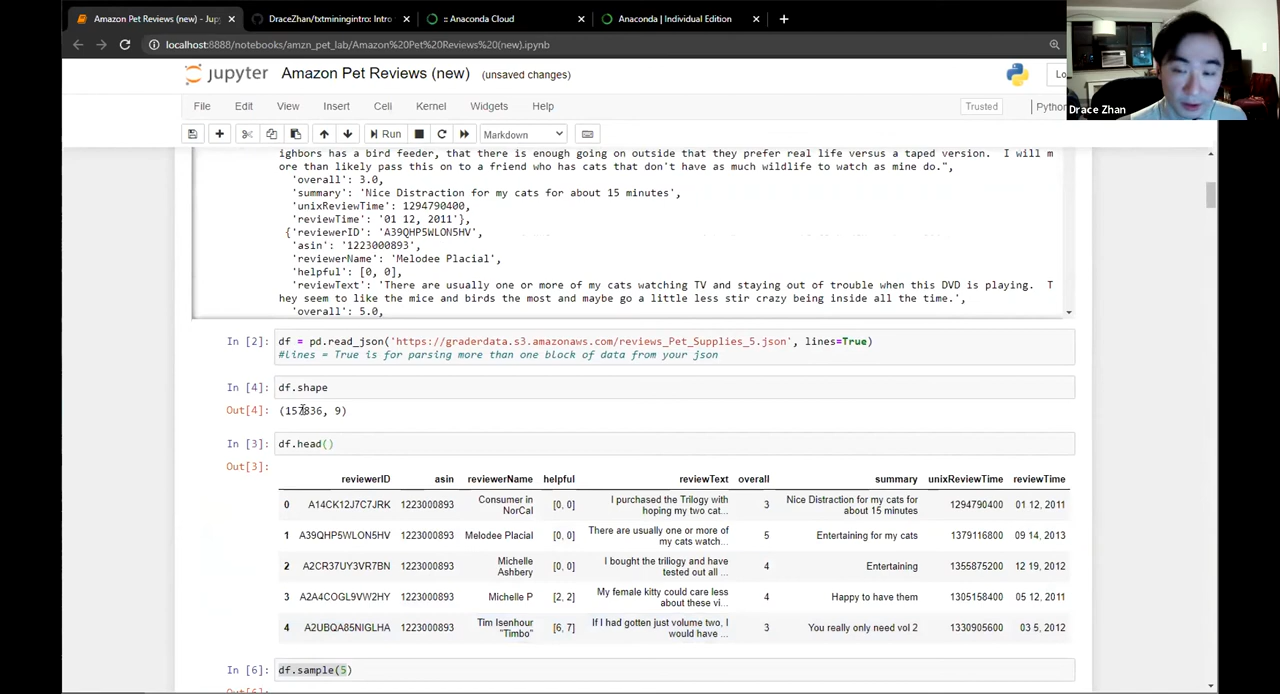 Amazon Pet Reviews (new) - Jup
DraceZhan/txtminingintro: Intro
:: Anaconda Cloud
Anaconda | Individual Edition
localhost:8888/notebooks/amzn_pet_lab/Amazon%20Pet%20Reviews%20(new).ipynb
jupyter Amazon Pet Reviews (new) (unsaved changes)
Drace Zhan
File Edit View Insert Cell Kernel Widgets Help Trusted Python
Run Markdown
ighbors has a bird feeder, that there is enough going on outside that they prefer real life versus a taped version. I will m
ore than likely pass this on to a friend who has cats that don't have as much wildlife to watch as mine do.",
'overall': 3.0,
'summary': 'Nice Distraction for my cats for about 15 minutes',
'unixReviewTime': 1294790400,
'reviewTime': '01 12, 2011'},
{'reviewerID': 'A39QHP5WLON5HV',
'asin': '1223000893',
'reviewerName': 'Melodee Placial',
'helpful': [0, 0],
'reviewText': 'There are usually one or more of my cats watching TV and staying out of trouble when this DVD is playing. T
hey seem to like the mice and birds the most and maybe go a little less stir crazy being inside all the time.',
'overall': 5.0,
In [2]: df = pd.read_json('https://graderdata.s3.amazonaws.com/reviews_Pet_Supplies_5.json', lines=True)
#lines = True is for parsing more than one block of data from your json
In [4]: df.shape
Out[4]: (157836, 9)
In [3]: df.head()
Out[3]:
reviewerID asin reviewerName helpful reviewText overall summary unixReviewTime reviewTime
0 A14CK12J7C7JRK 1223000893 Consumer in NorCal [0, 0] I purchased the Trilogy with hoping my two cat... 3 Nice Distraction for my cats for about 15 minutes 1294790400 01 12, 2011
1 A39QHP5WLON5HV 1223000893 Melodee Placial [0, 0] There are usually one or more of my cats watch... 5 Entertaining for my cats 1379116800 09 14, 2013
2 A2CR37UY3VR7BN 1223000893 Michelle Ashbery [0, 0] I bought the triliogy and have tested out all ... 4 Entertaining 1355875200 12 19, 2012
3 A2A4COGL9VW2HY 1223000893 Michelle P [2, 2] My female kitty could care less about these vi... 4 Happy to have them 1305158400 05 12, 2011
4 A2UBQA85NIGLHA 1223000893 Tim Isenhour "Timbo" [6, 7] If I had gotten just volume two, I would have ... 3 You really only need vol 2 1330905600 03 5, 2012
In [6]: df.sample(5)